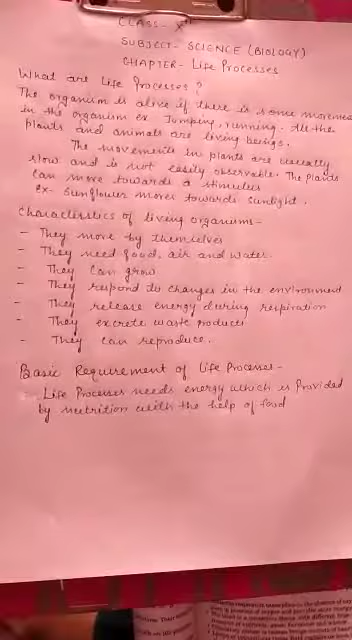 CLASS- Xth
SUBJECT- SCIENCE (BIOLOGY)
CHAPTER- Life Processes
What are Life Processes?
The organism is alive if there is some movemen
in the organism ex Jumping, running. All the
plants and animals are living beings.
The movements in plants are usually
slow and is not easily observable. The plants
can move towards a stimulus
ex- sunflower moves towards sunlight.
Characteristics of living organisms-
- They move by themselves
- They need food, air and water.
- They can grow
- They respond to changes in the environment
- They release energy during respiration
- They excrete waste products
- They can reproduce.
Basic Requirement of Life Processes-
Life Processes needs energy which is Provided
by nutrition with the help of food